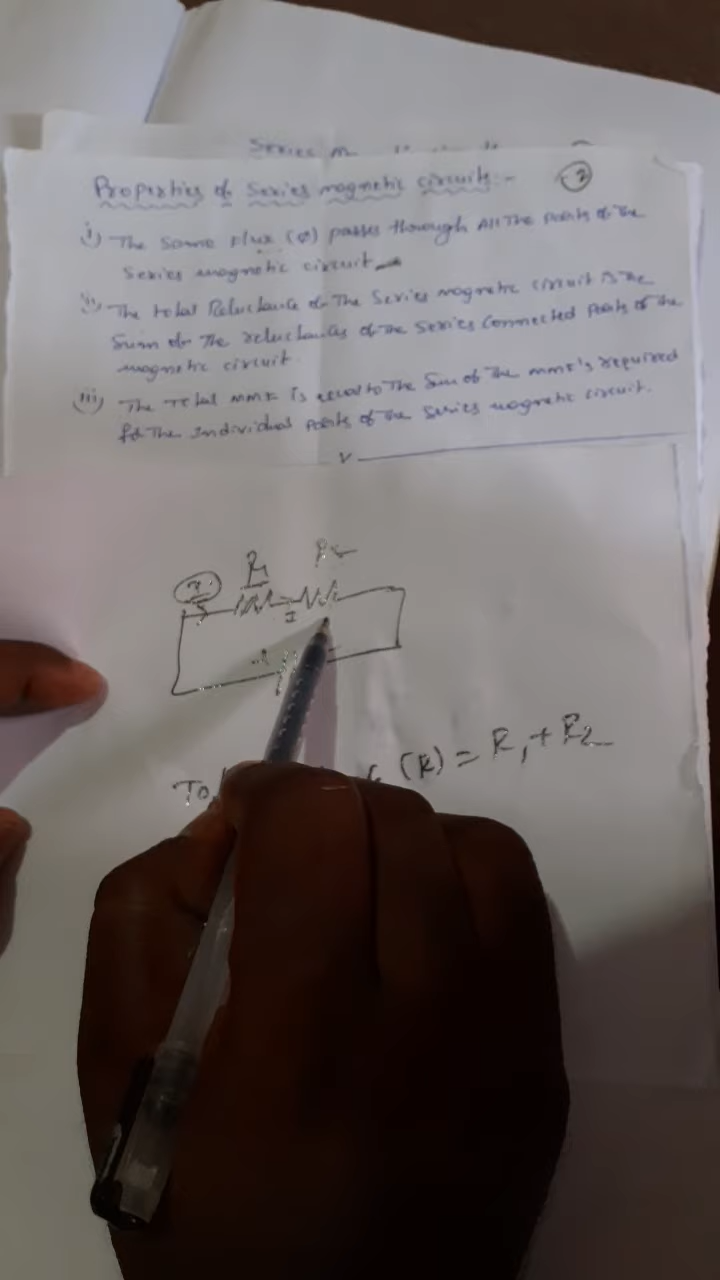 Series m
Properties of Series magnetic circuits:- 2
i) The same flux (φ) passes through All The parts of The
Series magnetic circuit
ii) The total Reluctance of The Series magnetic circuit is The
Sum of The reluctances of The Series Connected parts of The
magnetic circuit.
iii) The Total MMF is equal to The Sum of The MMF's required
for The Individual parts of The Series magnetic circuit.
R1 R2
I
I
(R) = R1 + R2